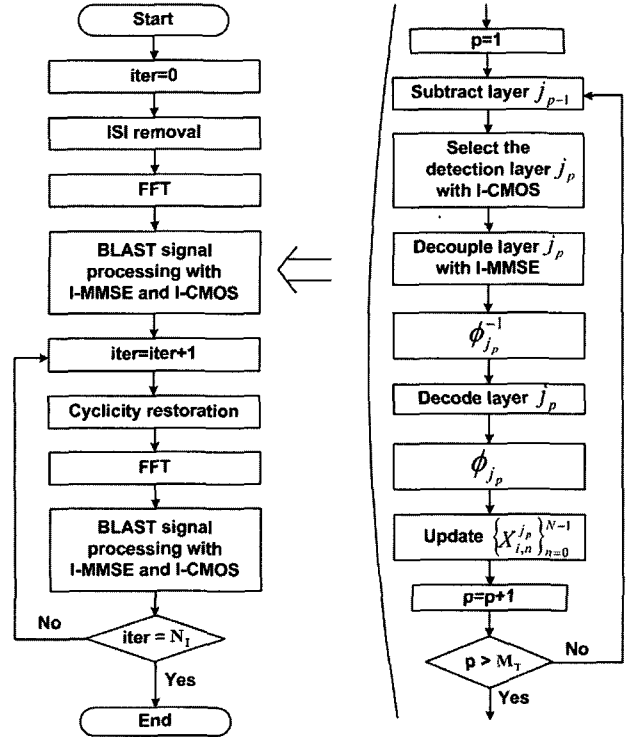 Start
iter=0
ISI removal
FFT
BLAST signal
processing with
I-MMSE and I-CMOS
iter=iter+1
Cyclicity restoration
FFT
BLAST signal
processing with
I-MMSE and I-CMOS
No
iter = N_I
Yes
End
p=1
Subtract layer j_{p-1}
Select the
detection layer j_p
with I-CMOS
Decouple layer j_p
with I-MMSE
ϕ_{j_p}^{-1}
Decode layer j_p
ϕ_{j_p}
Update {X_{i,n}^{j_p}}_{n=0}^{N-1}
p=p+1
No
p > M_T
Yes